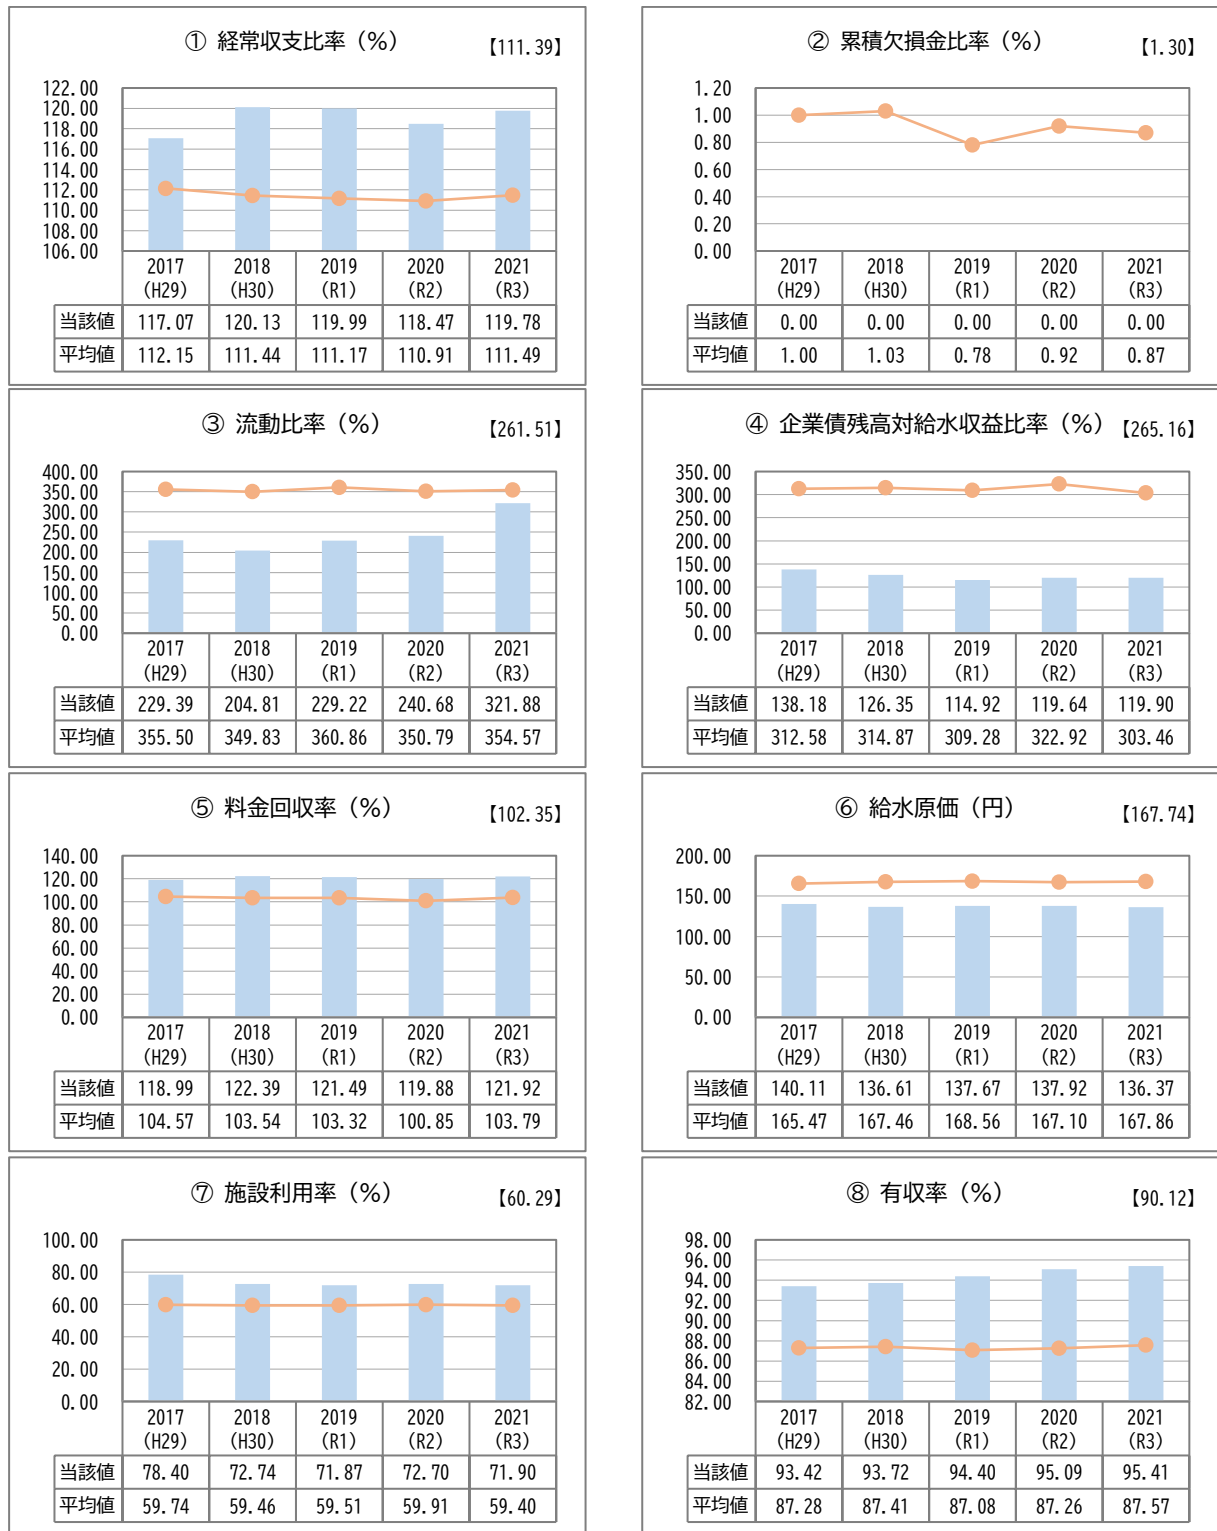 ① 経常収支比率（％） 【111.39】
122.00
120.00
118.00
116.00
114.00
112.00
110.00
108.00
106.00
2017 2018 2019 2020 2021
(H29) (H30) (R1) (R2) (R3)
当該値 117.07 120.13 119.99 118.47 119.78
平均値 112.15 111.44 111.17 110.91 111.49
② 累積欠損金比率（％） 【1.30】
1.20
1.00
0.80
0.60
0.40
0.20
0.00
2017 2018 2019 2020 2021
(H29) (H30) (R1) (R2) (R3)
当該値 0.00 0.00 0.00 0.00 0.00
平均値 1.00 1.03 0.78 0.92 0.87
③ 流動比率（％） 【261.51】
400.00
350.00
300.00
250.00
200.00
150.00
100.00
50.00
0.00
2017 2018 2019 2020 2021
(H29) (H30) (R1) (R2) (R3)
当該値 229.39 204.81 229.22 240.68 321.88
平均値 355.50 349.83 360.86 350.79 354.57
④ 企業債残高対給水収益比率（％） 【265.16】
350.00
300.00
250.00
200.00
150.00
100.00
50.00
0.00
2017 2018 2019 2020 2021
(H29) (H30) (R1) (R2) (R3)
当該値 138.18 126.35 114.92 119.64 119.90
平均値 312.58 314.87 309.28 322.92 303.46
⑤ 料金回収率（％） 【102.35】
140.00
120.00
100.00
80.00
60.00
40.00
20.00
0.00
2017 2018 2019 2020 2021
(H29) (H30) (R1) (R2) (R3)
当該値 118.99 122.39 121.49 119.88 121.92
平均値 104.57 103.54 103.32 100.85 103.79
⑥ 給水原価（円） 【167.74】
200.00
150.00
100.00
50.00
0.00
2017 2018 2019 2020 2021
(H29) (H30) (R1) (R2) (R3)
当該値 140.11 136.61 137.67 137.92 136.37
平均値 165.47 167.46 168.56 167.10 167.86
⑦ 施設利用率（％） 【60.29】
100.00
80.00
60.00
40.00
20.00
0.00
2017 2018 2019 2020 2021
(H29) (H30) (R1) (R2) (R3)
当該値 78.40 72.74 71.87 72.70 71.90
平均値 59.74 59.46 59.51 59.91 59.40
⑧ 有収率（％） 【90.12】
98.00
96.00
94.00
92.00
90.00
88.00
86.00
84.00
82.00
2017 2018 2019 2020 2021
(H29) (H30) (R1) (R2) (R3)
当該値 93.42 93.72 94.40 95.09 95.41
平均値 87.28 87.41 87.08 87.26 87.57